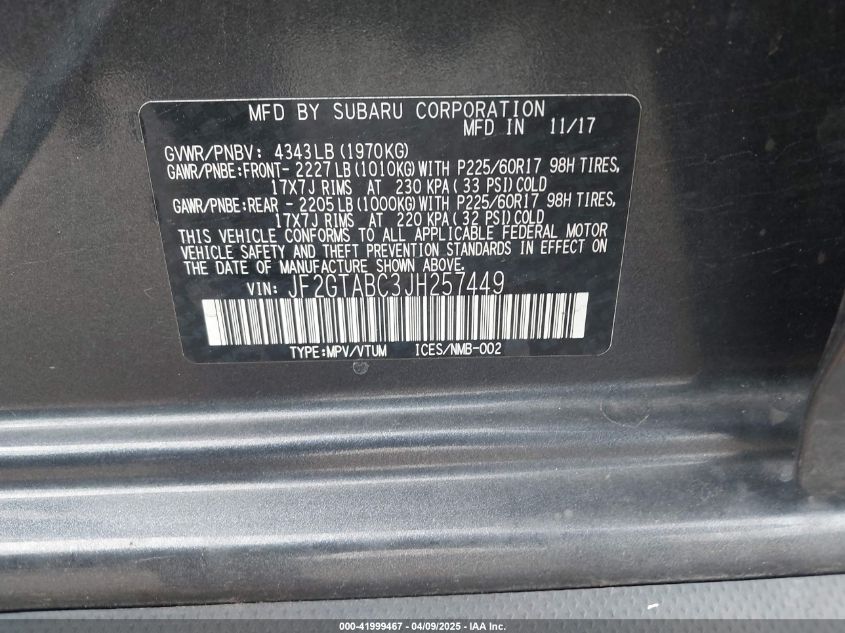 MFD BY SUBARU CORPORATION
MFD IN 11/17
GVWR/PNBV: 4343LB (1970KG)
GAWR/PNBE:FRONT- 2227LB (1010KG) WITH P225/60R17 98H TIRES,
17X7J RIMS AT 230 KPA (33 PSI) COLD
GAWR/PNBE:REAR - 2205LB (1000KG) WITH P225/60R17 98H TIRES,
17X7J RIMS AT 220 KPA (32 PSI) COLD
THIS VEHICLE CONFORMS TO ALL APPLICABLE FEDERAL MOTOR
VEHICLE SAFETY AND THEFT PREVENTION STANDARDS IN EFFECT ON
THE DATE OF MANUFACTURE SHOWN ABOVE.
VIN: JF2GTABC3JH257449
TYPE:MPV/VTUM ICES/NMB-002
000-41999467 - 04/09/2025 - IAA Inc.